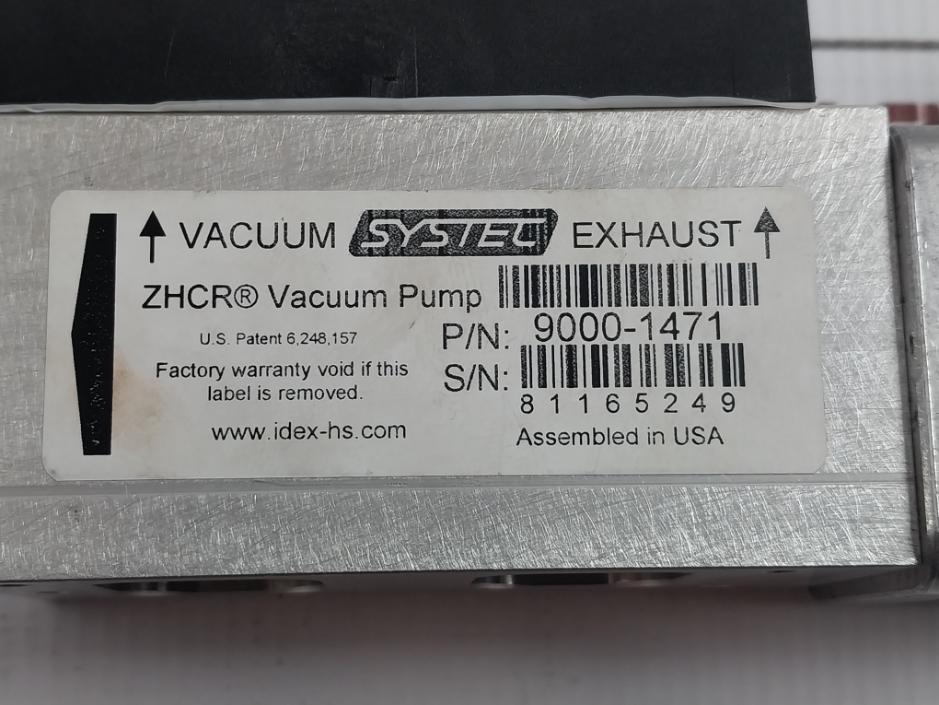 VACUUM SYSTEC EXHAUST
ZHCR® Vacuum Pump
U.S. Patent 6,248,157
P/N: 9000-1471
Factory warranty void if this
label is removed.
S/N: 81165249
www.idex-hs.com
Assembled in USA